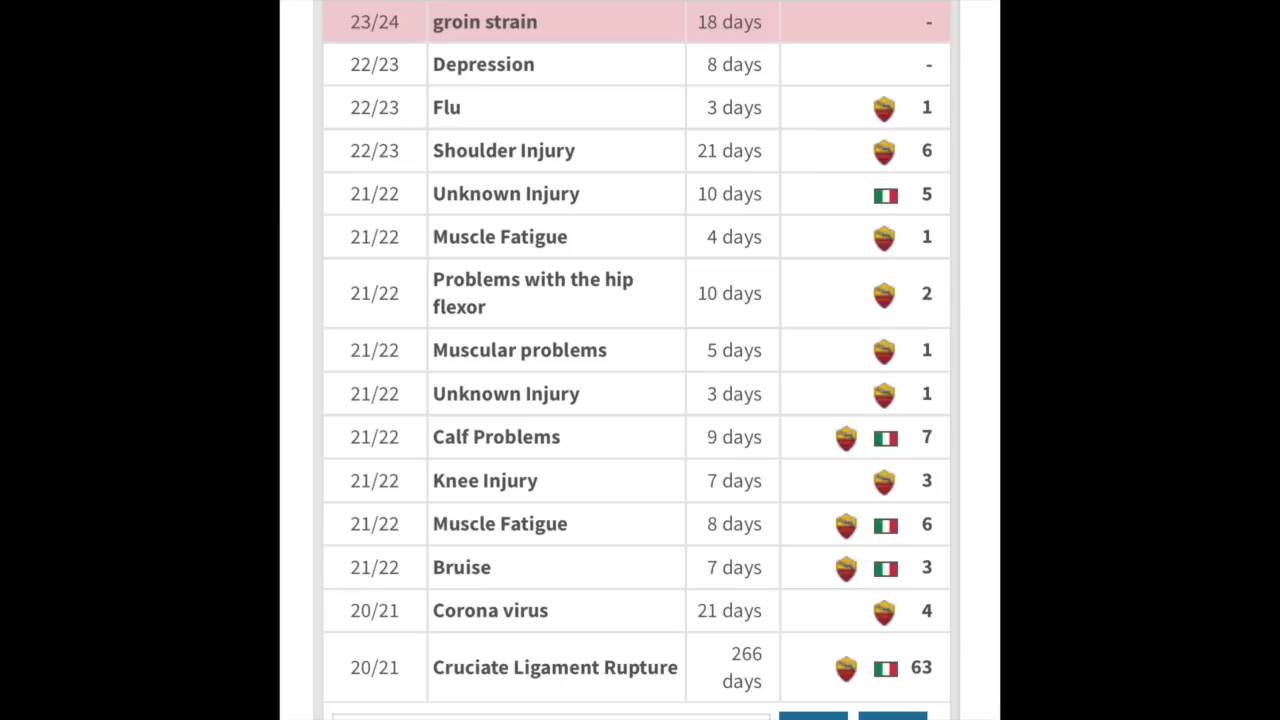 23/24 groin strain 18 days -
22/23 Depression 8 days -
22/23 Flu 3 days 1
22/23 Shoulder Injury 21 days 6
21/22 Unknown Injury 10 days 5
21/22 Muscle Fatigue 4 days 1
21/22 Problems with the hip flexor 10 days 2
21/22 Muscular problems 5 days 1
21/22 Unknown Injury 3 days 1
21/22 Calf Problems 9 days 7
21/22 Knee Injury 7 days 3
21/22 Muscle Fatigue 8 days 6
21/22 Bruise 7 days 3
20/21 Corona virus 21 days 4
20/21 Cruciate Ligament Rupture 266 days 63